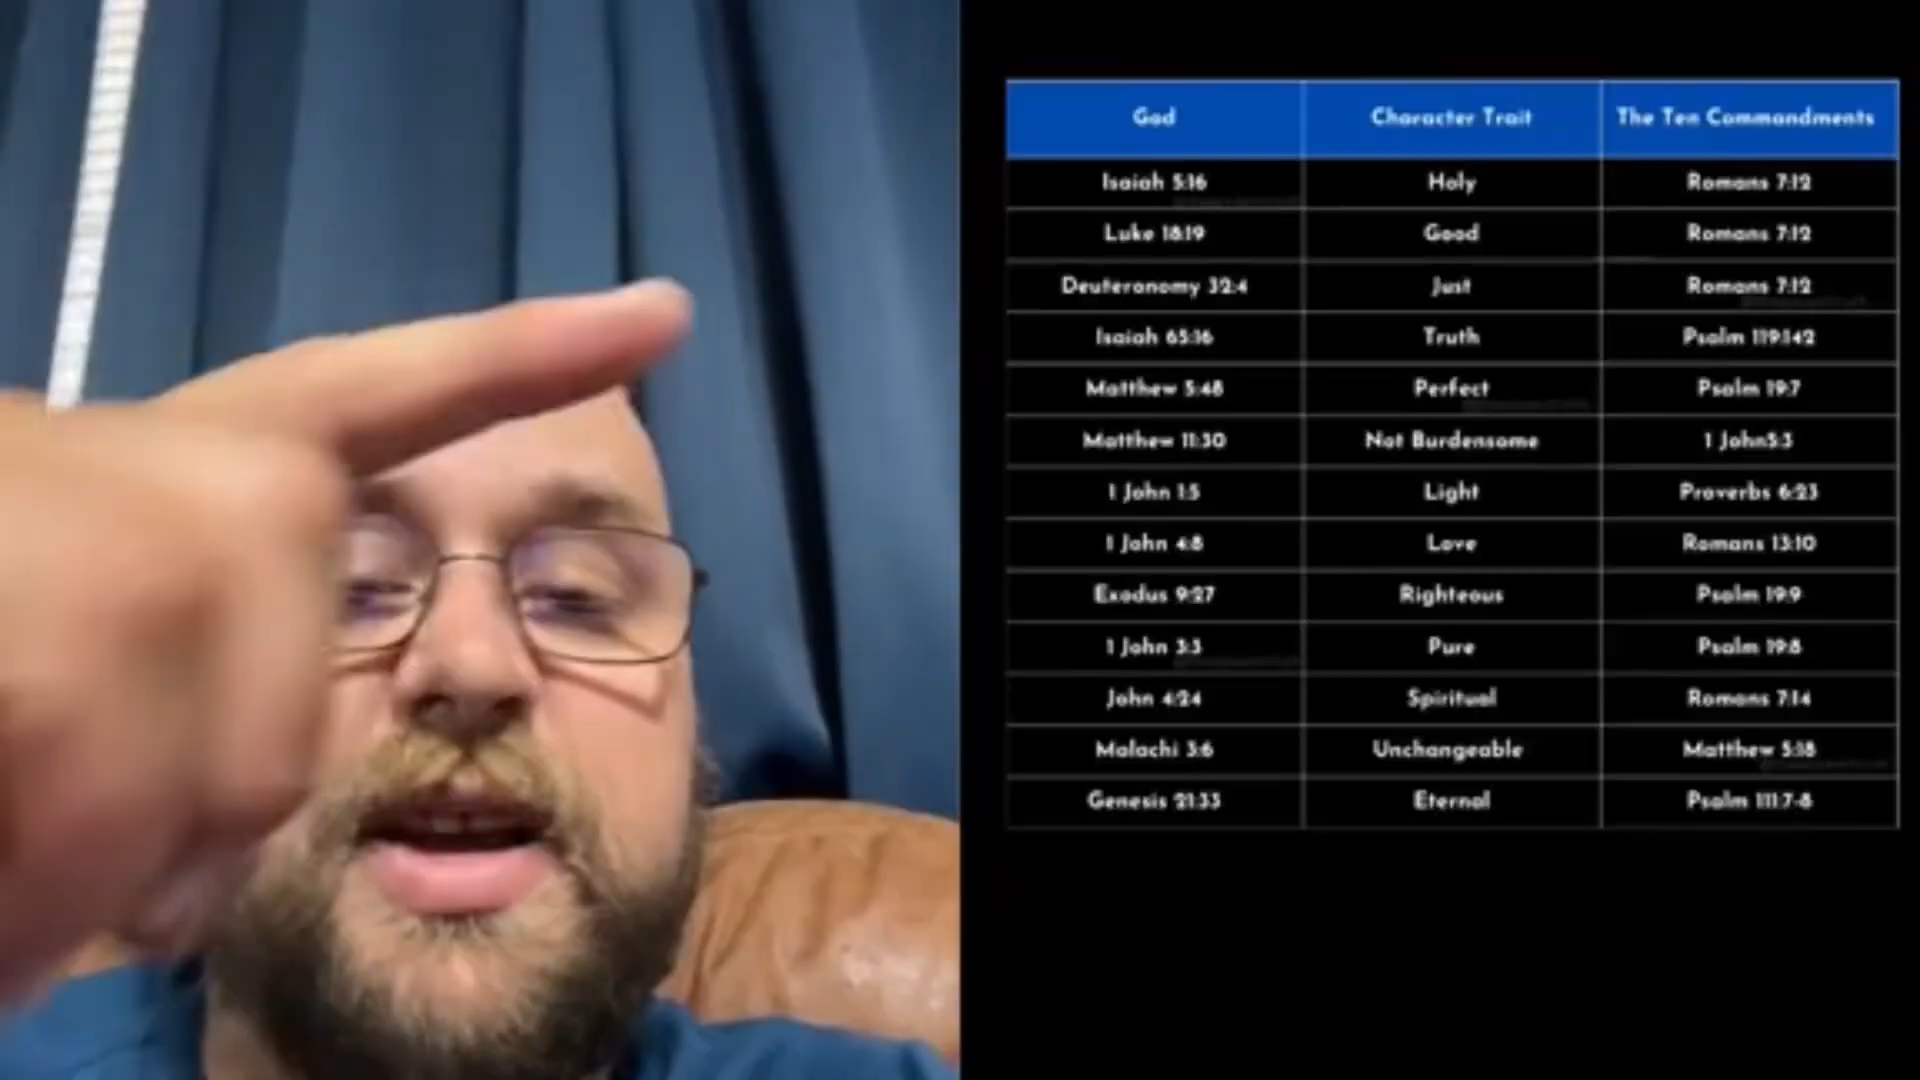 God Character Trait The Ten Commandments
Isaiah 5:16 Holy Romans 7:12
Luke 18:19 Good Romans 7:12
Deuteronomy 32:4 Just Romans 7:12
Isaiah 65:16 Truth Psalm 119:142
Matthew 5:48 Perfect Psalm 19:7
Matthew 11:30 Not Burdensome 1 John5:3
1 John 1:5 Light Proverbs 6:23
1 John 4:8 Love Romans 13:10
Exodus 9:27 Righteous Psalm 19:9
1 John 3:3 Pure Psalm 19:8
John 4:24 Spiritual Romans 7:14
Malachi 3:6 Unchangeable Matthew 5:18
Genesis 21:33 Eternal Psalm 111:7-8